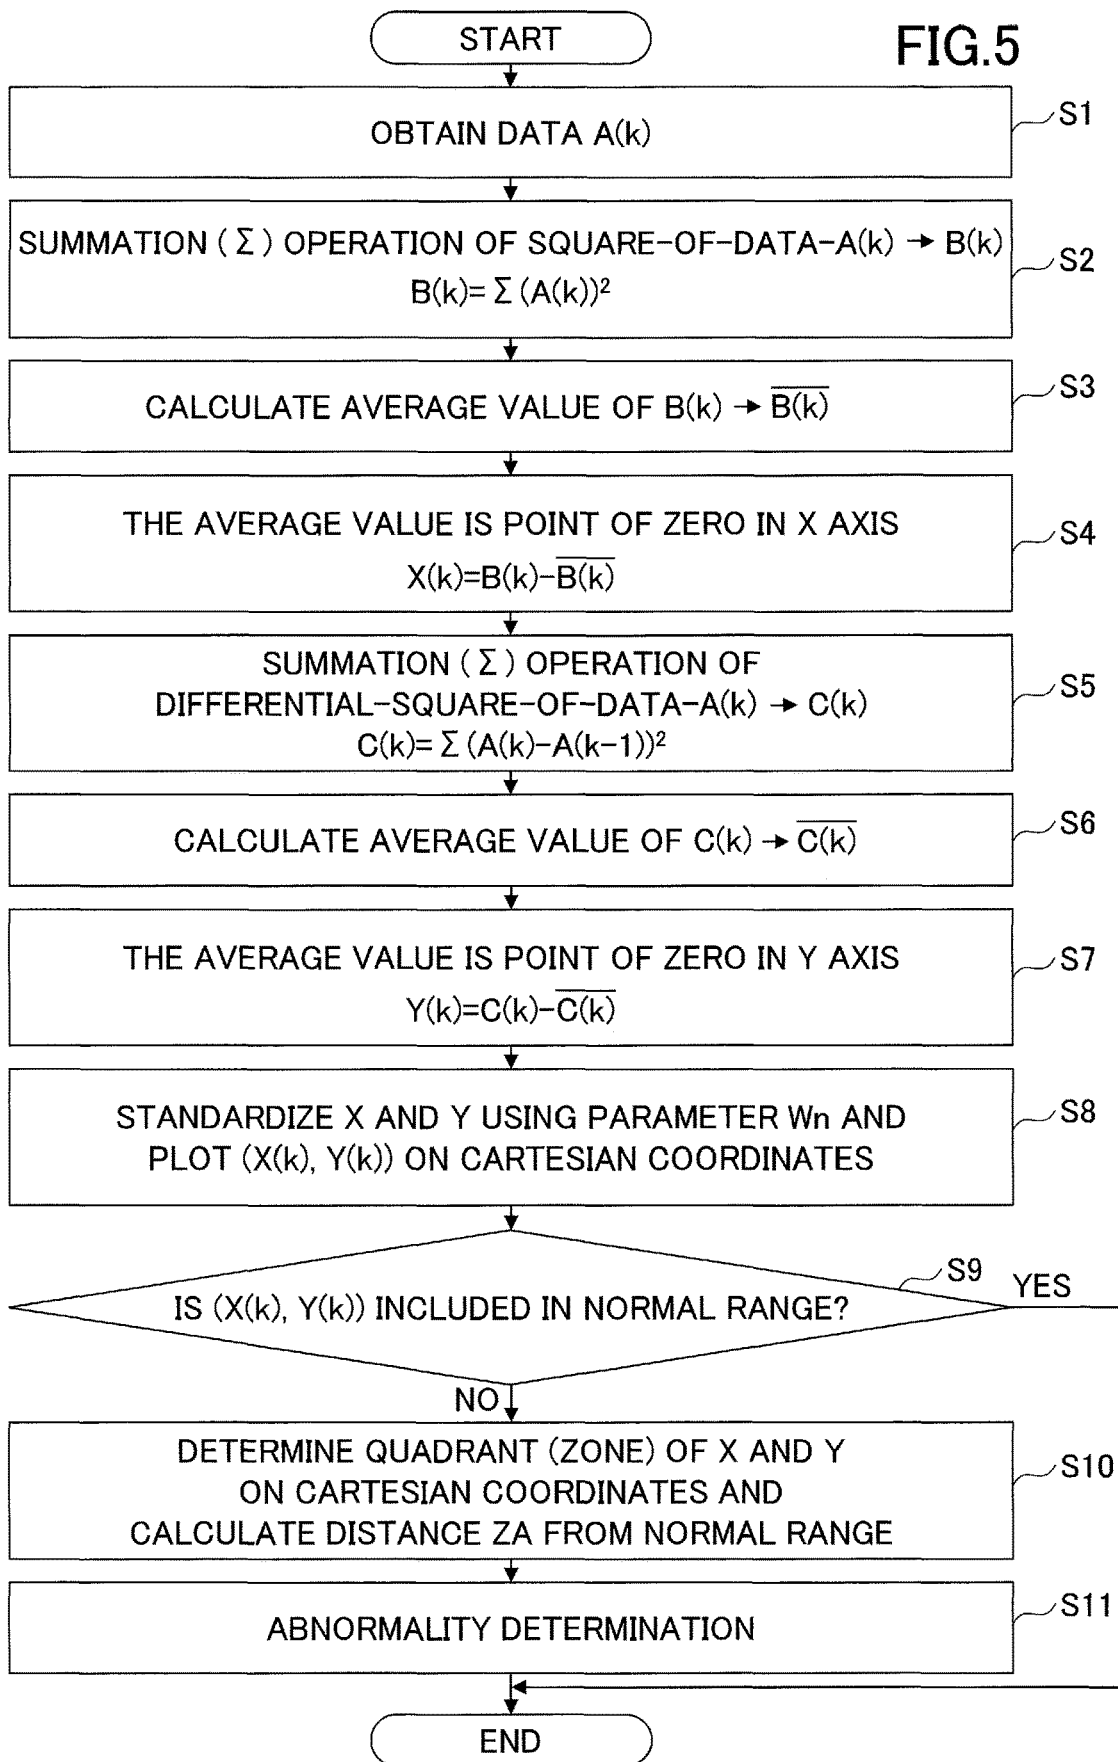 FIG.5
START
OBTAIN DATA A(k)
S1
SUMMATION (Σ) OPERATION OF SQUARE-OF-DATA-A(k) → B(k)
B(k)=Σ(A(k))²
S2
CALCULATE AVERAGE VALUE OF B(k) → B̅(̅k̅)̅
S3
THE AVERAGE VALUE IS POINT OF ZERO IN X AXIS
X(k)=B(k)-B̅(̅k̅)̅
S4
SUMMATION (Σ) OPERATION OF
DIFFERENTIAL-SQUARE-OF-DATA-A(k) → C(k)
C(k)=Σ(A(k)-A(k-1))²
S5
CALCULATE AVERAGE VALUE OF C(k) → C̅(̅k̅)̅
S6
THE AVERAGE VALUE IS POINT OF ZERO IN Y AXIS
Y(k)=C(k)-C̅(̅k̅)̅
S7
STANDARDIZE X AND Y USING PARAMETER Wn AND
PLOT (X(k), Y(k)) ON CARTESIAN COORDINATES
S8
IS (X(k), Y(k)) INCLUDED IN NORMAL RANGE?
S9
YES
NO
DETERMINE QUADRANT (ZONE) OF X AND Y
ON CARTESIAN COORDINATES AND
CALCULATE DISTANCE ZA FROM NORMAL RANGE
S10
ABNORMALITY DETERMINATION
S11
END